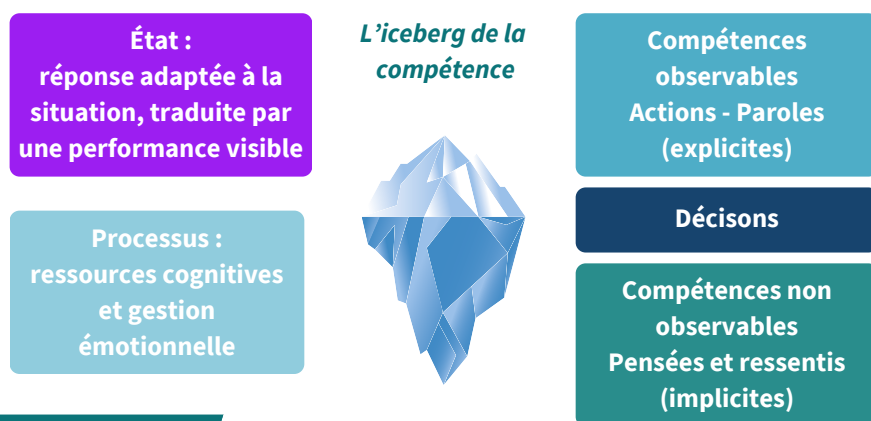 État :
réponse adaptée à la
situation, traduite par
une performance visible
L’iceberg de la
compétence
Compétences
observables
Actions - Paroles
(explicites)
Processus :
ressources cognitives
et gestion
émotionnelle
Décisons
Compétences non
observables
Pensées et ressentis
(implicites)